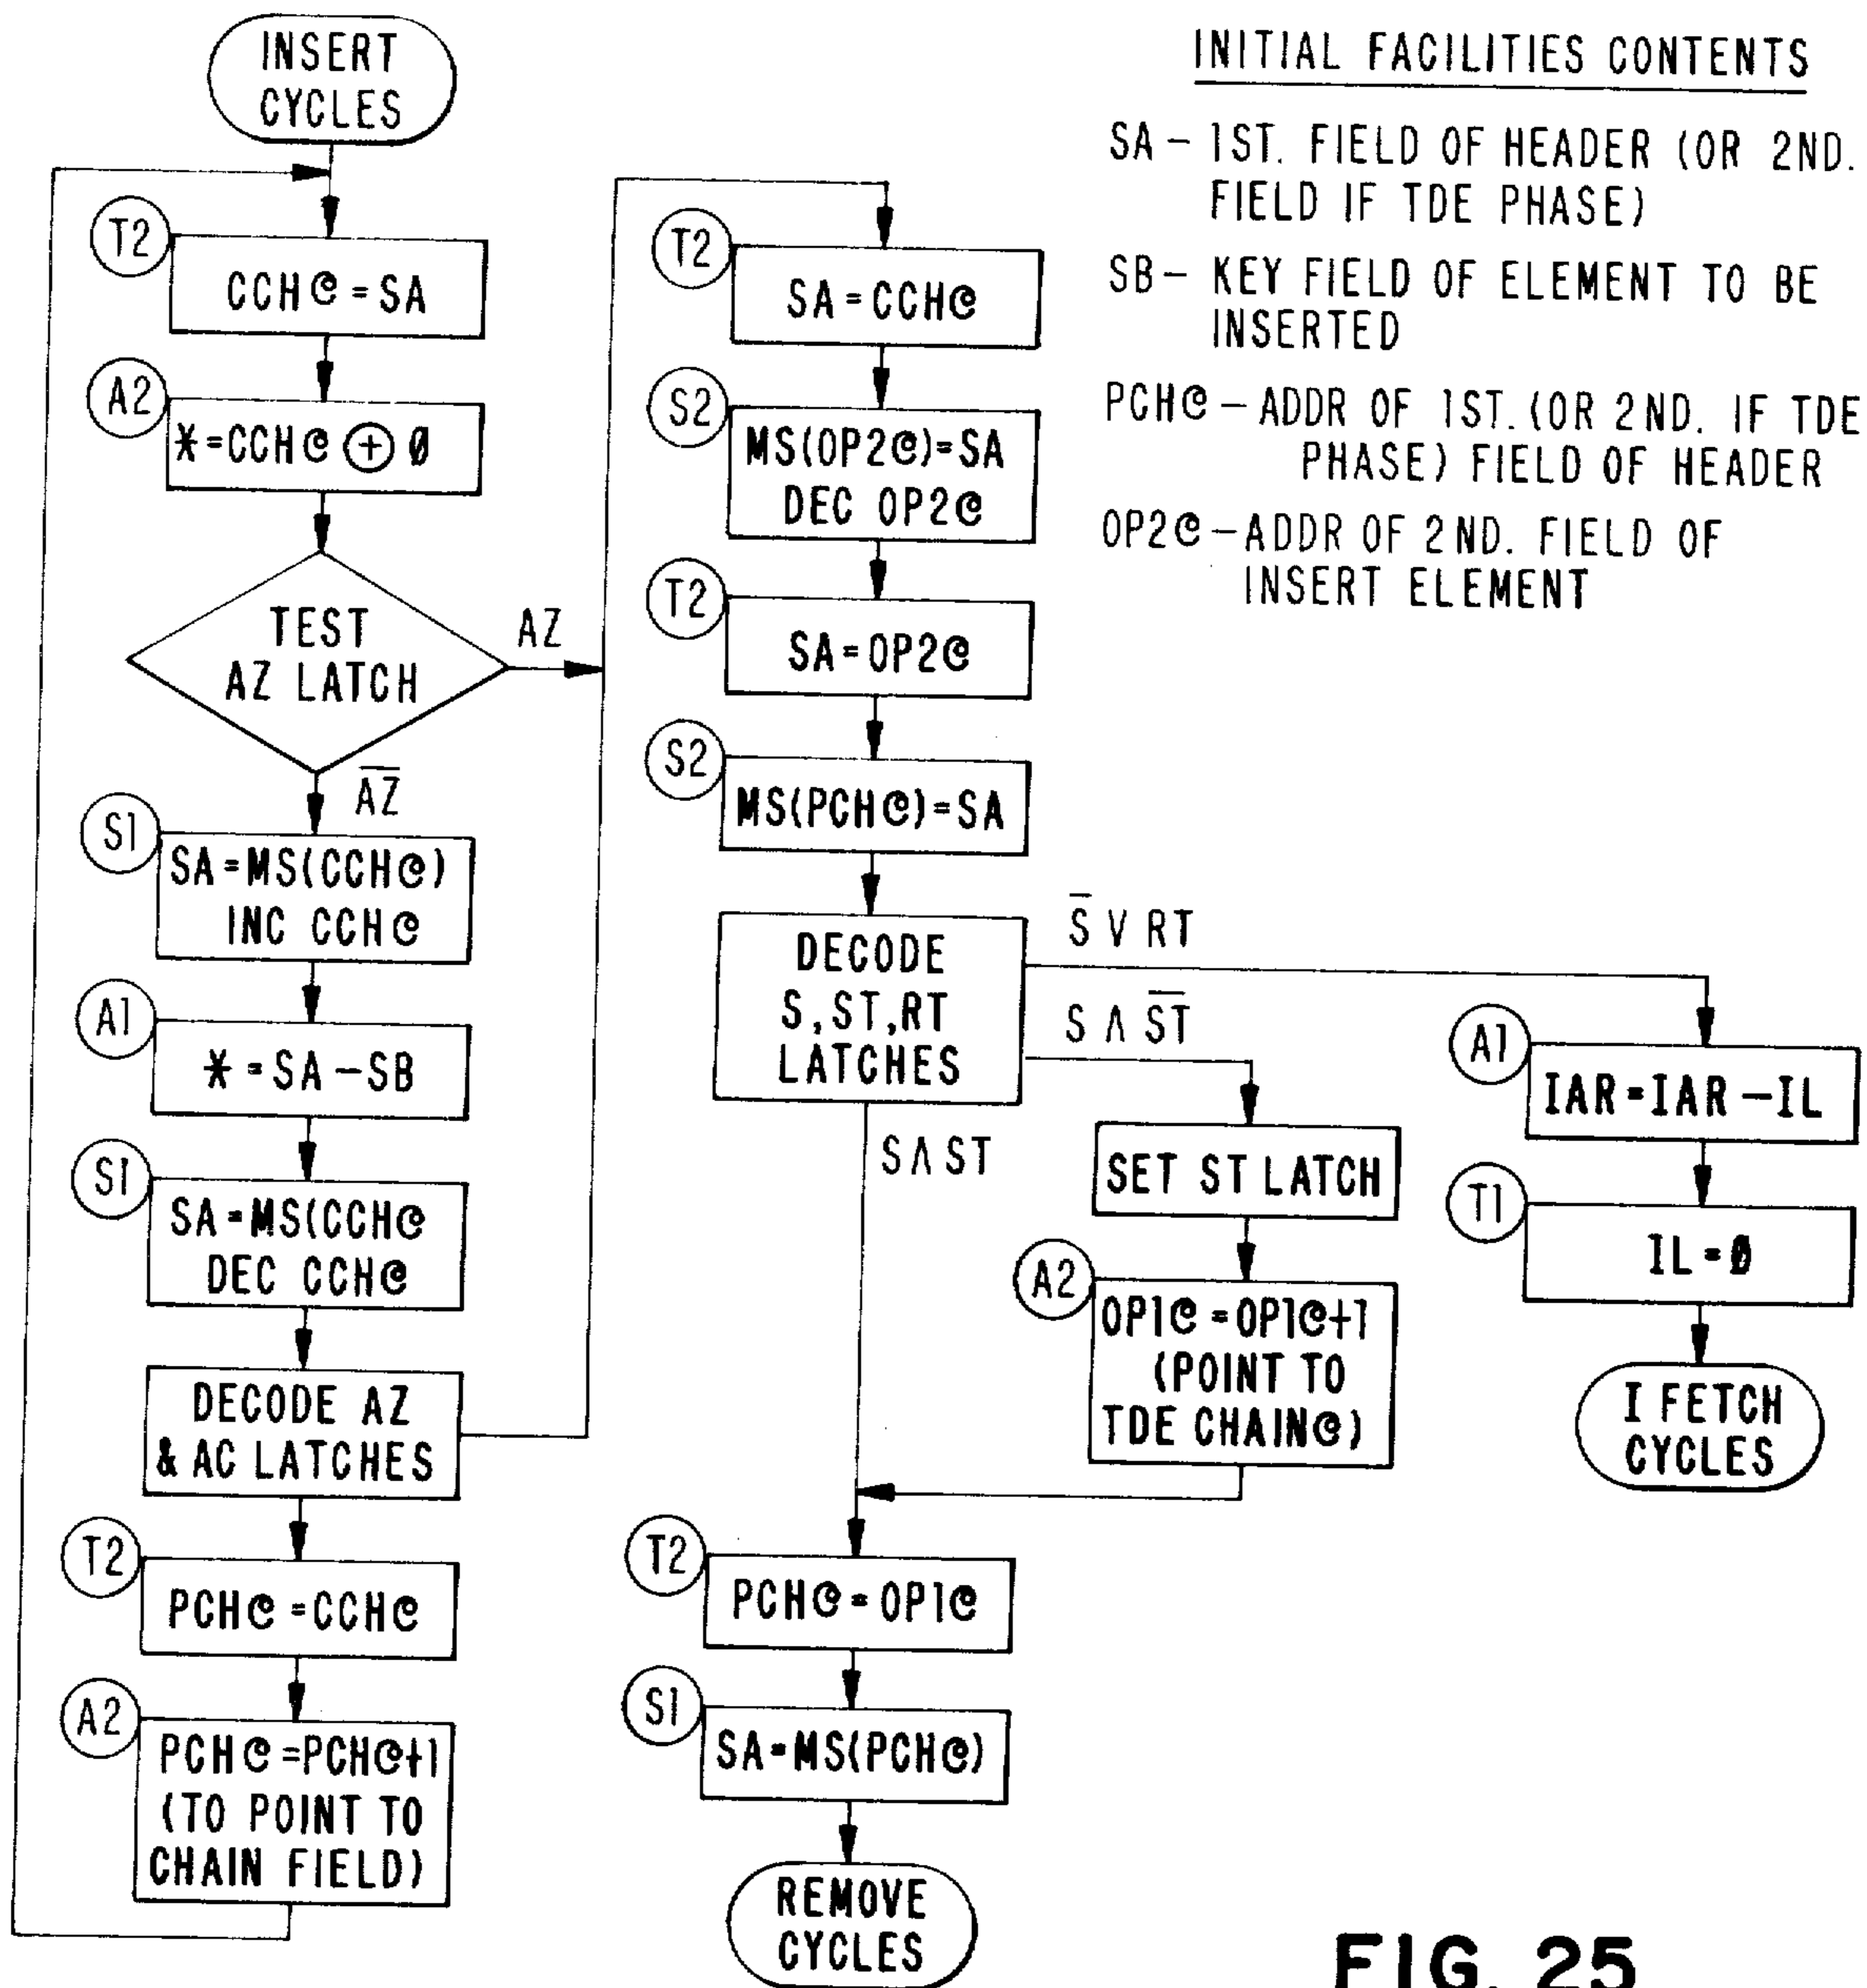 INSERT
CYCLES
T2
CCH@ = SA
A2
* = CCH@ ⊕ Ø
TEST
AZ LATCH
AZ
A̅Z̅
S1
SA = MS(CCH@)
INC CCH@
A1
* = SA - SB
S1
SA = MS(CCH@
DEC CCH@
DECODE AZ
& AC LATCHES
T2
PCH@ = CCH@
A2
PCH@ = PCH@+1
(TO POINT TO
CHAIN FIELD)
T2
SA = CCH@
S2
MS(OP2@) = SA
DEC OP2@
T2
SA = OP2@
S2
MS(PCH@) = SA
DECODE
S, ST, RT
LATCHES
S̅ V RT
S Λ S̅T̅
S Λ ST
SET ST LATCH
A2
OP1@ = OP1@+1
(POINT TO
TDE CHAIN@)
A1
IAR = IAR - IL
T1
IL = Ø
I FETCH
CYCLES
T2
PCH@ = OP1@
S1
SA = MS(PCH@)
REMOVE
CYCLES
INITIAL FACILITIES CONTENTS
SA - 1ST. FIELD OF HEADER (OR 2ND.
FIELD IF TDE PHASE)
SB - KEY FIELD OF ELEMENT TO BE
INSERTED
PCH@ - ADDR OF 1ST. (OR 2ND. IF TDE
PHASE) FIELD OF HEADER
OP2@ - ADDR OF 2ND. FIELD OF
INSERT ELEMENT
FIG. 25